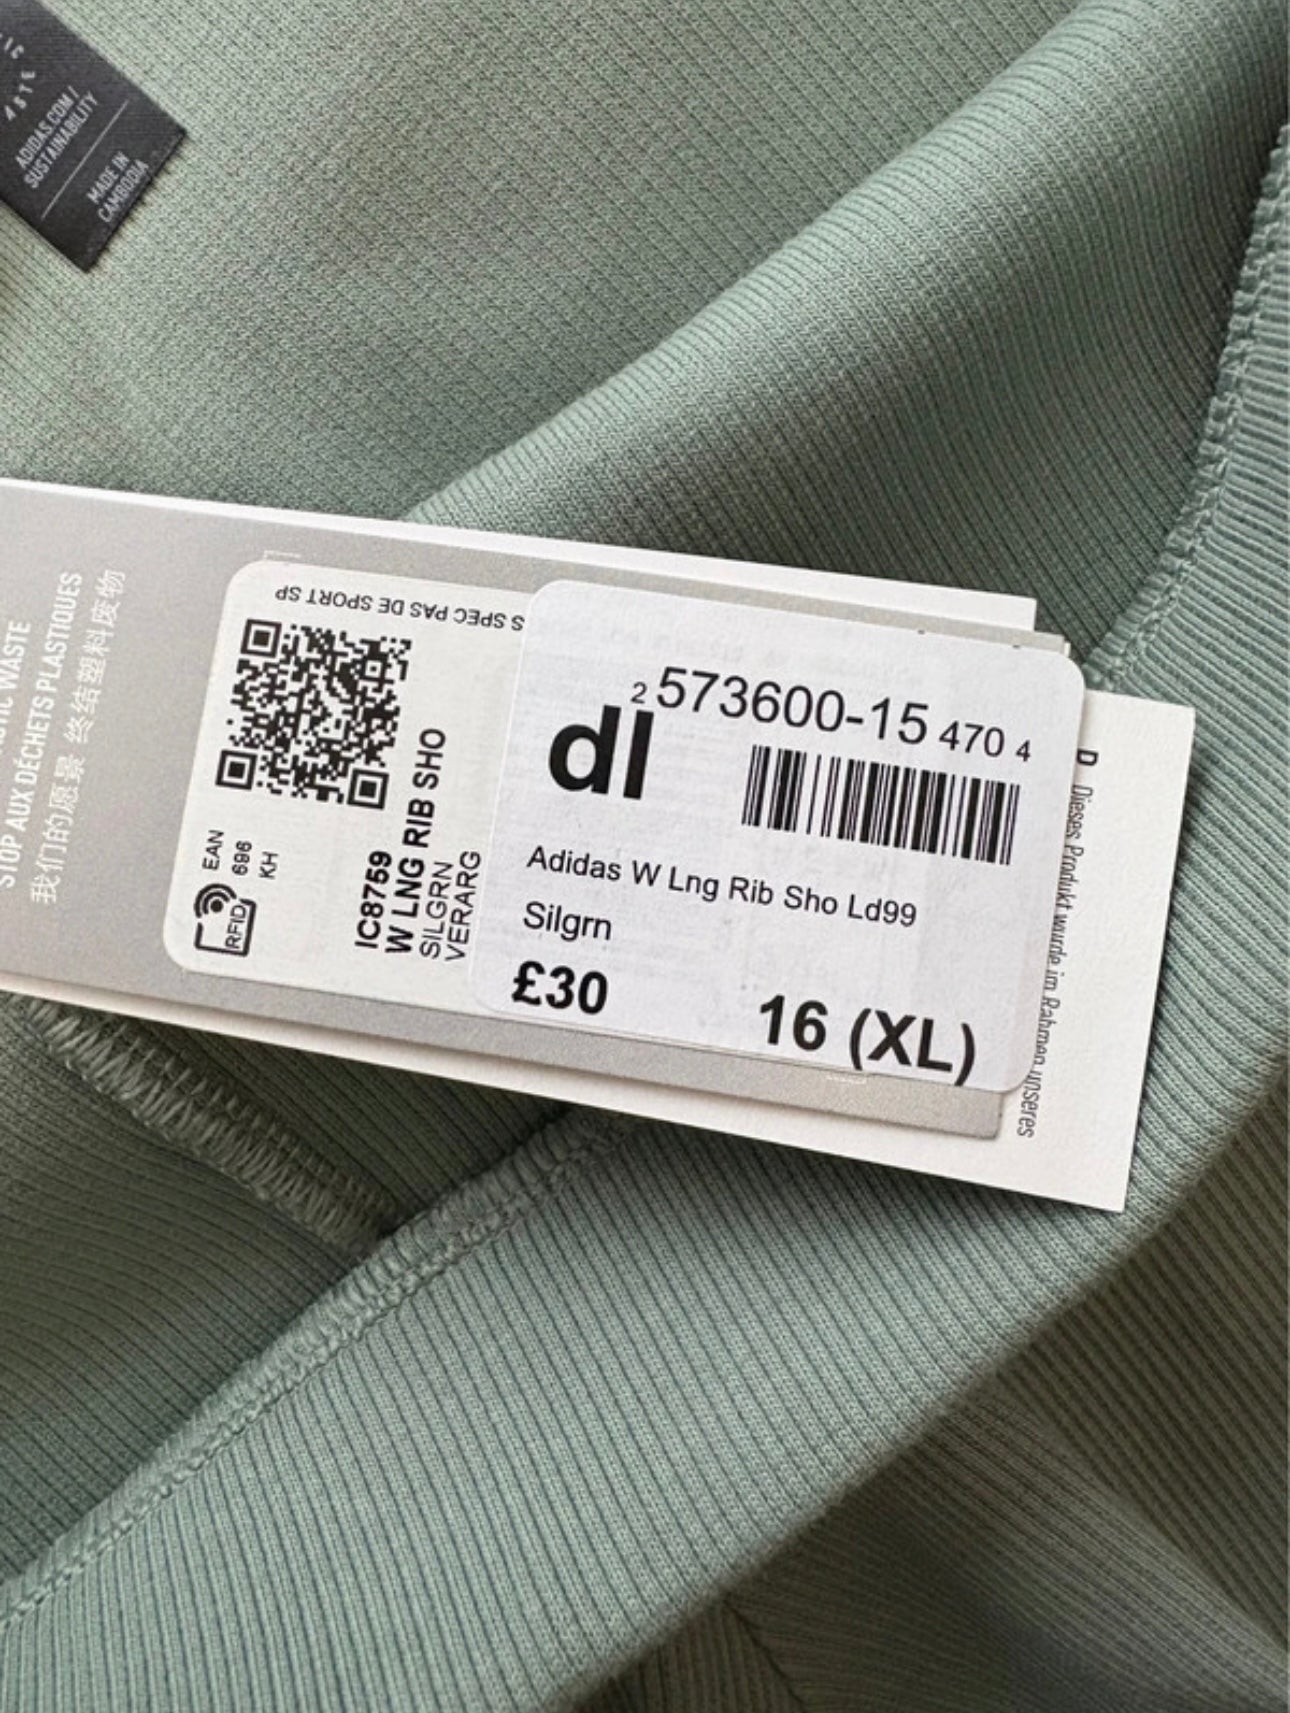 ADIDAS.COM/
SUSTAINABILITY
MADE IN
CAMBODIA
WASTE
STOP AUX DÉCHETS PLASTIQUES
我们的愿景 终结塑料废物
S SPEC PAS DE SPORT SP
EAN
696
KH
RFID
IC8759
W LNG RIB SHO
SILGRN
VERARG
2 573600-15 470 4
dl
Adidas W Lng Rib Sho Ld99
Silgrn
£30
16 (XL)
D
Dieses Produkt wurde im Rahmen unseres